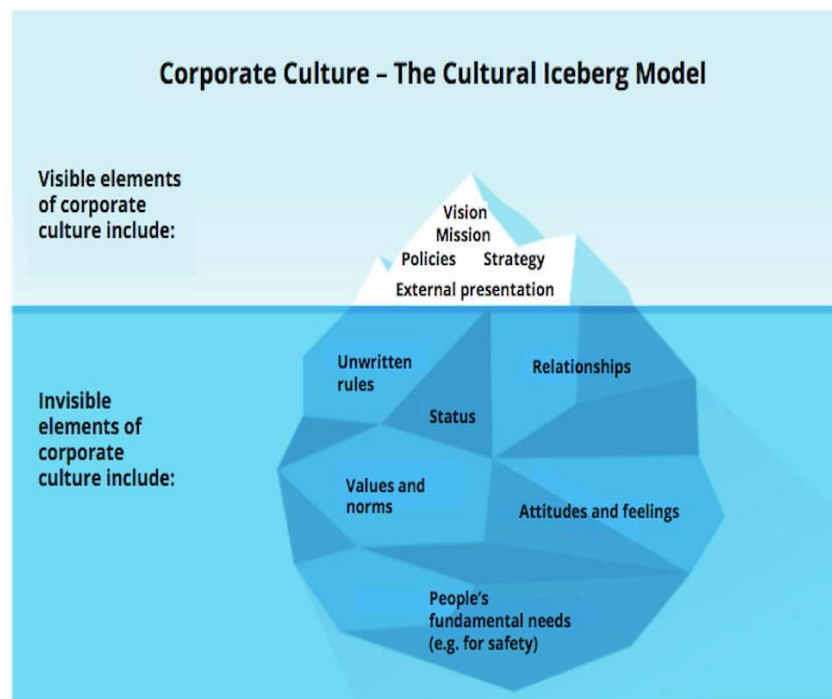 Corporate Culture – The Cultural Iceberg Model
Visible elements
of corporate
culture include:
Vision
Mission
Policies Strategy
External presentation
Invisible
elements of
corporate
culture include:
Unwritten
rules
Relationships
Status
Values and
norms
Attitudes and feelings
People's
fundamental needs
(e.g. for safety)